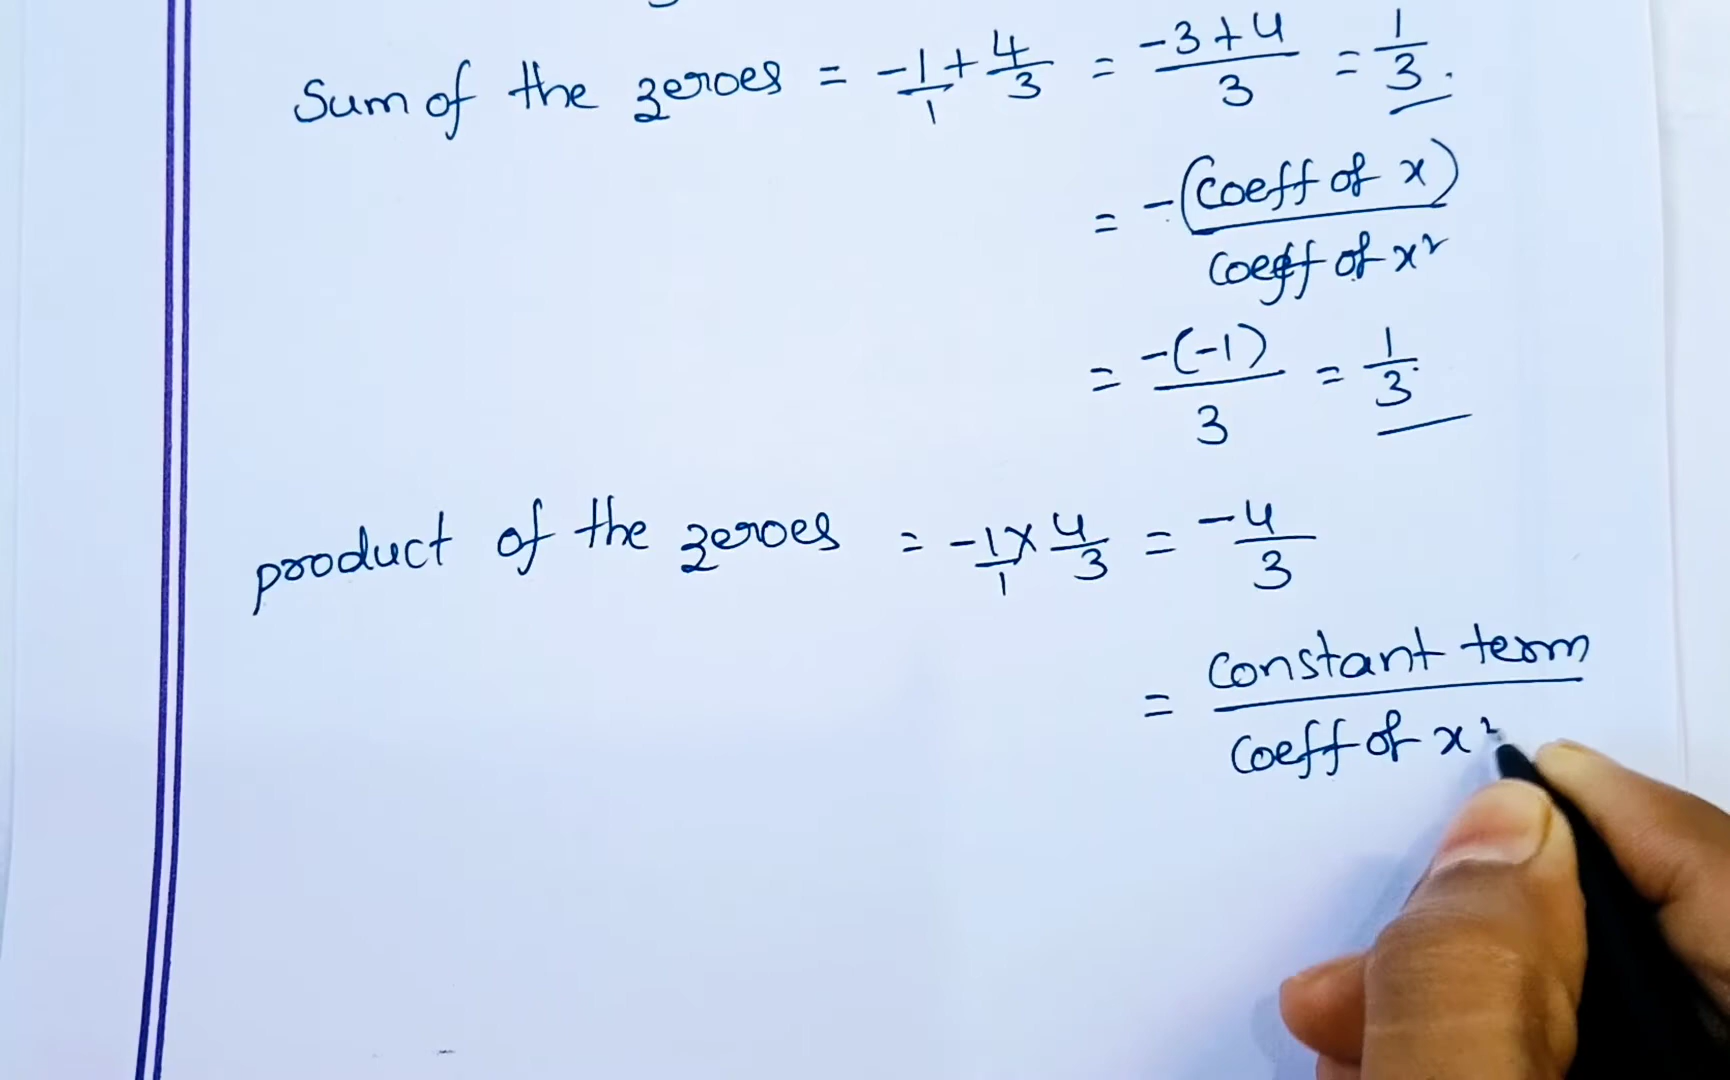 Sum of the zeroes = -1/1 + 4/3 = -3+4/3 = 1/3.
= -(coeff of x)/coeff of x²
= -(-1)/3 = 1/3.
product of the zeroes = -1/1 × 4/3 = -4/3
= constant term/coeff of x²